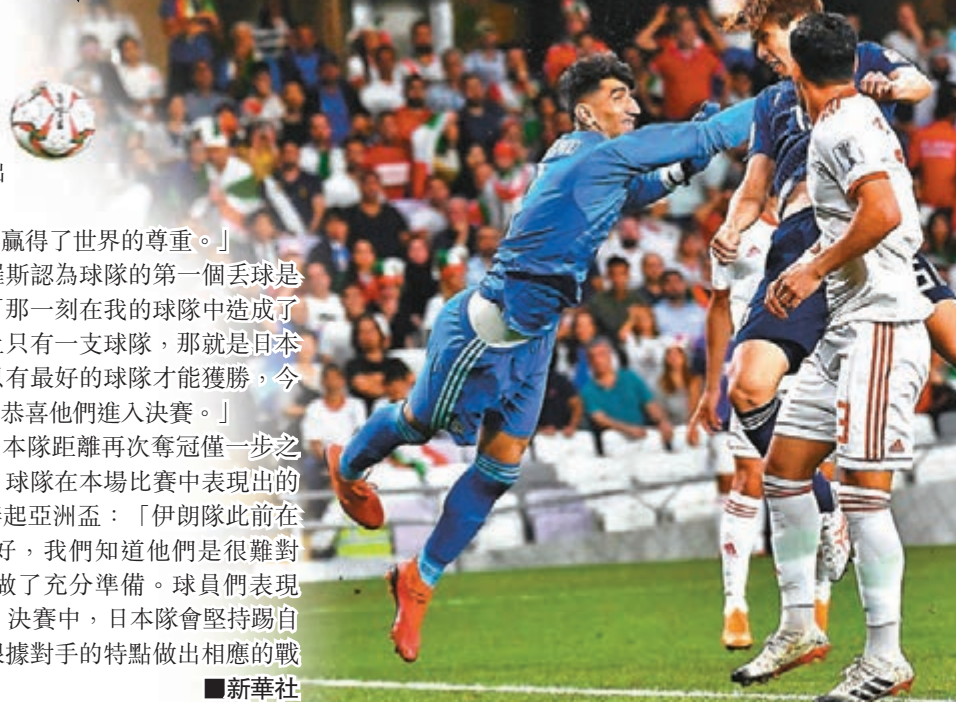 出
贏得了世界的尊重。」
羅斯認為球隊的第一個丟球是
「那一刻在我的球隊中造成了
上只有一支球隊，那就是日本
只有最好的球隊才能獲勝，今
恭喜他們進入決賽。」
本隊距離再次奪冠僅一步之
球隊在本場比賽中表現出的
捧起亞洲盃：「伊朗隊此前在
好，我們知道他們是很難對
做了充分準備。球員們表現
決賽中，日本隊會堅持踢自
根據對手的特點做出相應的戰
■新華社